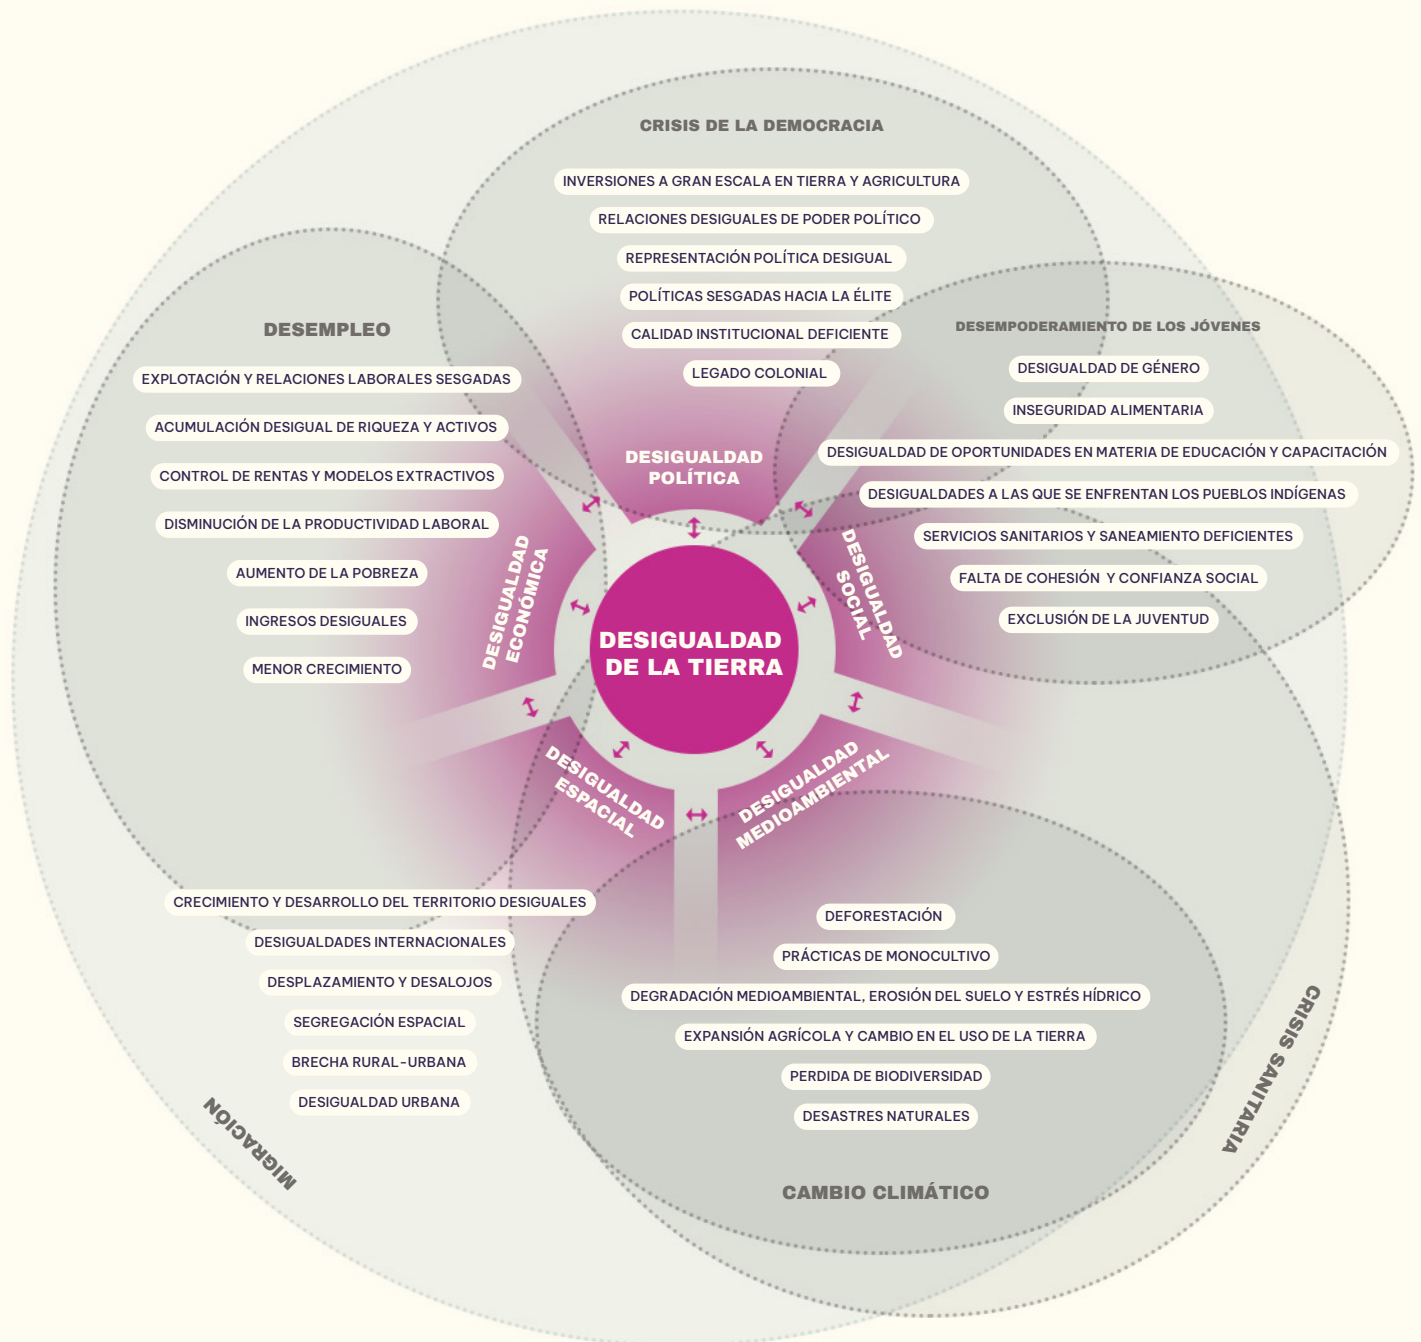 CRISIS DE LA DEMOCRACIA
INVERSIONES A GRAN ESCALA EN TIERRA Y AGRICULTURA
RELACIONES DESIGUALES DE PODER POLÍTICO
REPRESENTACIÓN POLÍTICA DESIGUAL
POLÍTICAS SESGADAS HACIA LA ÉLITE
CALIDAD INSTITUCIONAL DEFICIENTE
LEGADO COLONIAL
DESIGUALDAD
POLÍTICA
DESEMPLEO
EXPLOTACIÓN Y RELACIONES LABORALES SESGADAS
ACUMULACIÓN DESIGUAL DE RIQUEZA Y ACTIVOS
CONTROL DE RENTAS Y MODELOS EXTRACTIVOS
DISMINUCIÓN DE LA PRODUCTIVIDAD LABORAL
AUMENTO DE LA POBREZA
INGRESOS DESIGUALES
MENOR CRECIMIENTO
DESIGUALDAD
ECONÓMICA
DESEMPODERAMIENTO DE LOS JÓVENES
DESIGUALDAD DE GÉNERO
INSEGURIDAD ALIMENTARIA
DESIGUALDAD DE OPORTUNIDADES EN MATERIA DE EDUCACIÓN Y CAPACITACIÓN
DESIGUALDADES A LAS QUE SE ENFRENTAN LOS PUEBLOS INDÍGENAS
SERVICIOS SANITARIOS Y SANEAMIENTO DEFICIENTES
FALTA DE COHESIÓN Y CONFIANZA SOCIAL
EXCLUSIÓN DE LA JUVENTUD
DESIGUALDAD
SOCIAL
DESIGUALDAD
DE LA TIERRA
DESIGUALDAD
ESPACIAL
DESIGUALDAD
MEDIOAMBIENTAL
CRECIMIENTO Y DESARROLLO DEL TERRITORIO DESIGUALES
DESIGUALDADES INTERNACIONALES
DESPLAZAMIENTO Y DESALOJOS
SEGREGACIÓN ESPACIAL
BRECHA RURAL-URBANA
DESIGUALDAD URBANA
MIGRACIÓN
DEFORESTACIÓN
PRÁCTICAS DE MONOCULTIVO
DEGRADACIÓN MEDIOAMBIENTAL, EROSIÓN DEL SUELO Y ESTRÉS HÍDRICO
EXPANSIÓN AGRÍCOLA Y CAMBIO EN EL USO DE LA TIERRA
PERDIDA DE BIODIVERSIDAD
DESASTRES NATURALES
CAMBIO CLIMÁTICO
CRISIS SANITARIA